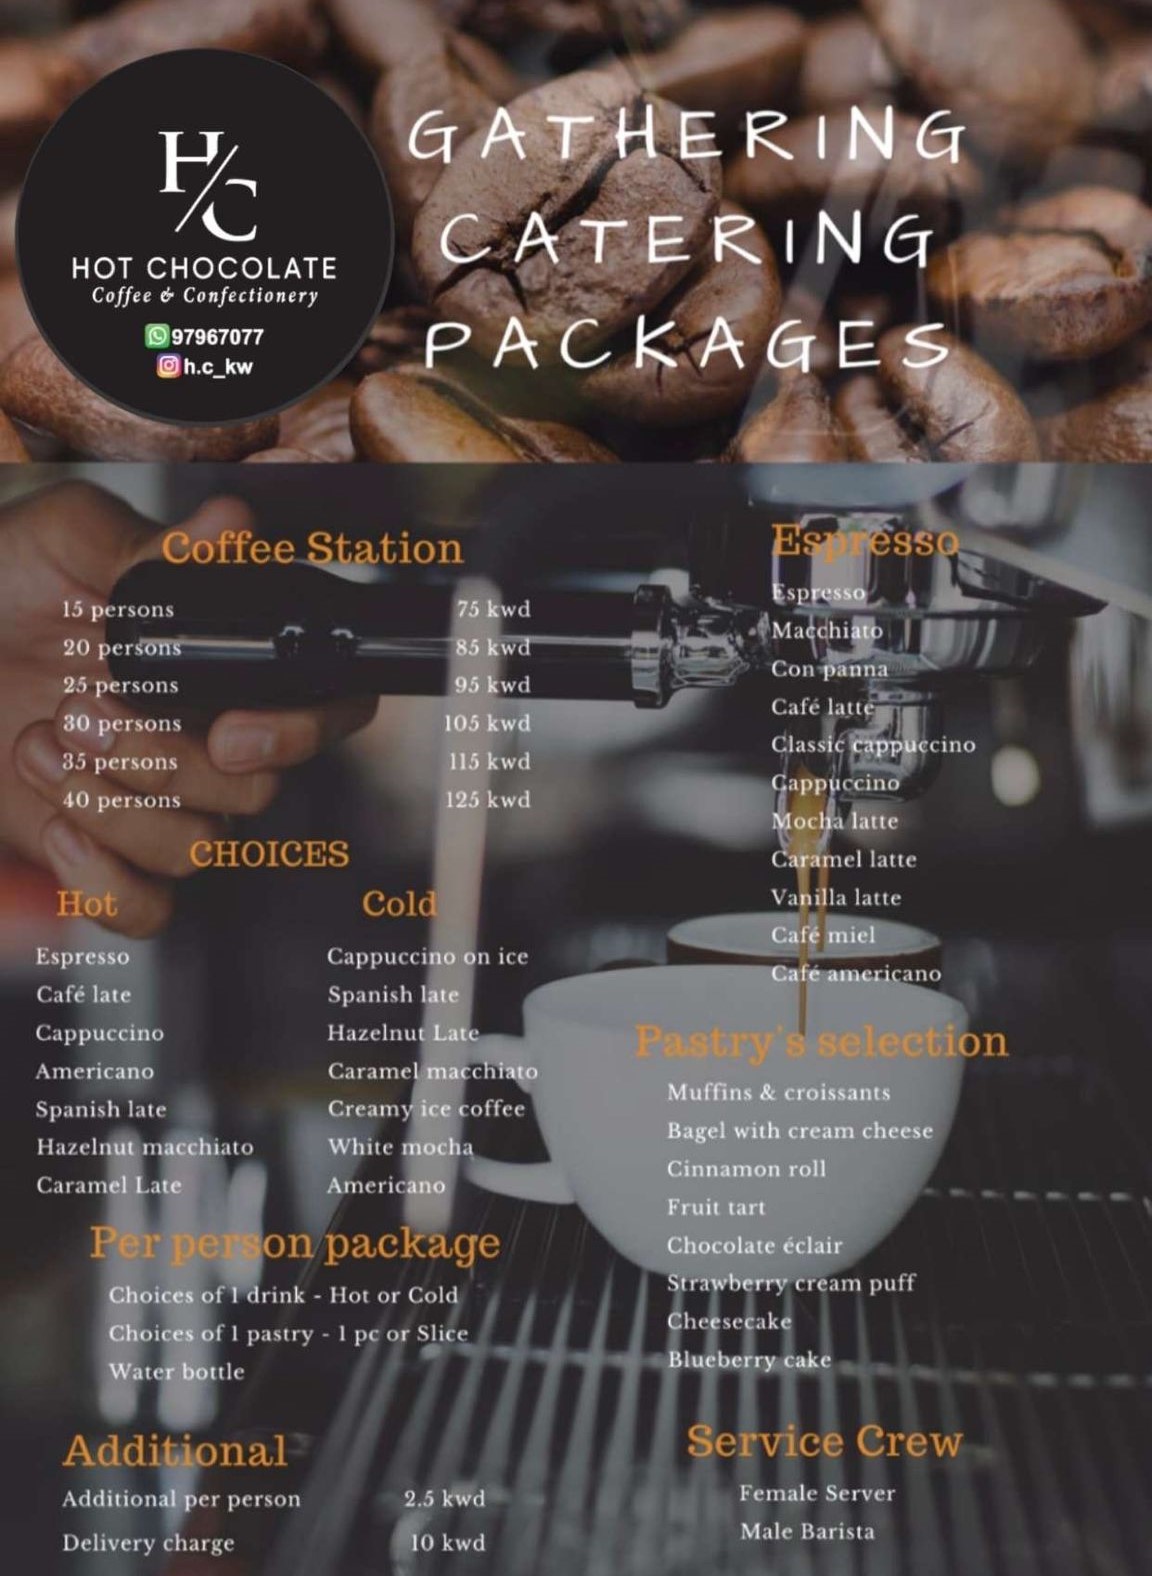 H/C
HOT CHOCOLATE
Coffee & Confectionery
97967077
h.c_kw
GATHERING
CATERING
PACKAGES
Coffee Station
15 persons 75 kwd
20 persons 85 kwd
25 persons 95 kwd
30 persons 105 kwd
35 persons 115 kwd
40 persons 125 kwd
CHOICES
Hot
Espresso
Café late
Cappuccino
Americano
Spanish late
Hazelnut macchiato
Caramel Late
Cold
Cappuccino on ice
Spanish late
Hazelnut Late
Caramel macchiato
Creamy ice coffee
White mocha
Americano
Per person package
Choices of 1 drink - Hot or Cold
Choices of 1 pastry - 1 pc or Slice
Water bottle
Additional
Additional per person 2.5 kwd
Delivery charge 10 kwd
Espresso
Espresso
Macchiato
Con panna
Café latte
Classic cappuccino
Cappuccino
Mocha latte
Caramel latte
Vanilla latte
Café miel
Café americano
Pastry's selection
Muffins & croissants
Bagel with cream cheese
Cinnamon roll
Fruit tart
Chocolate éclair
Strawberry cream puff
Cheesecake
Blueberry cake
Service Crew
Female Server
Male Barista